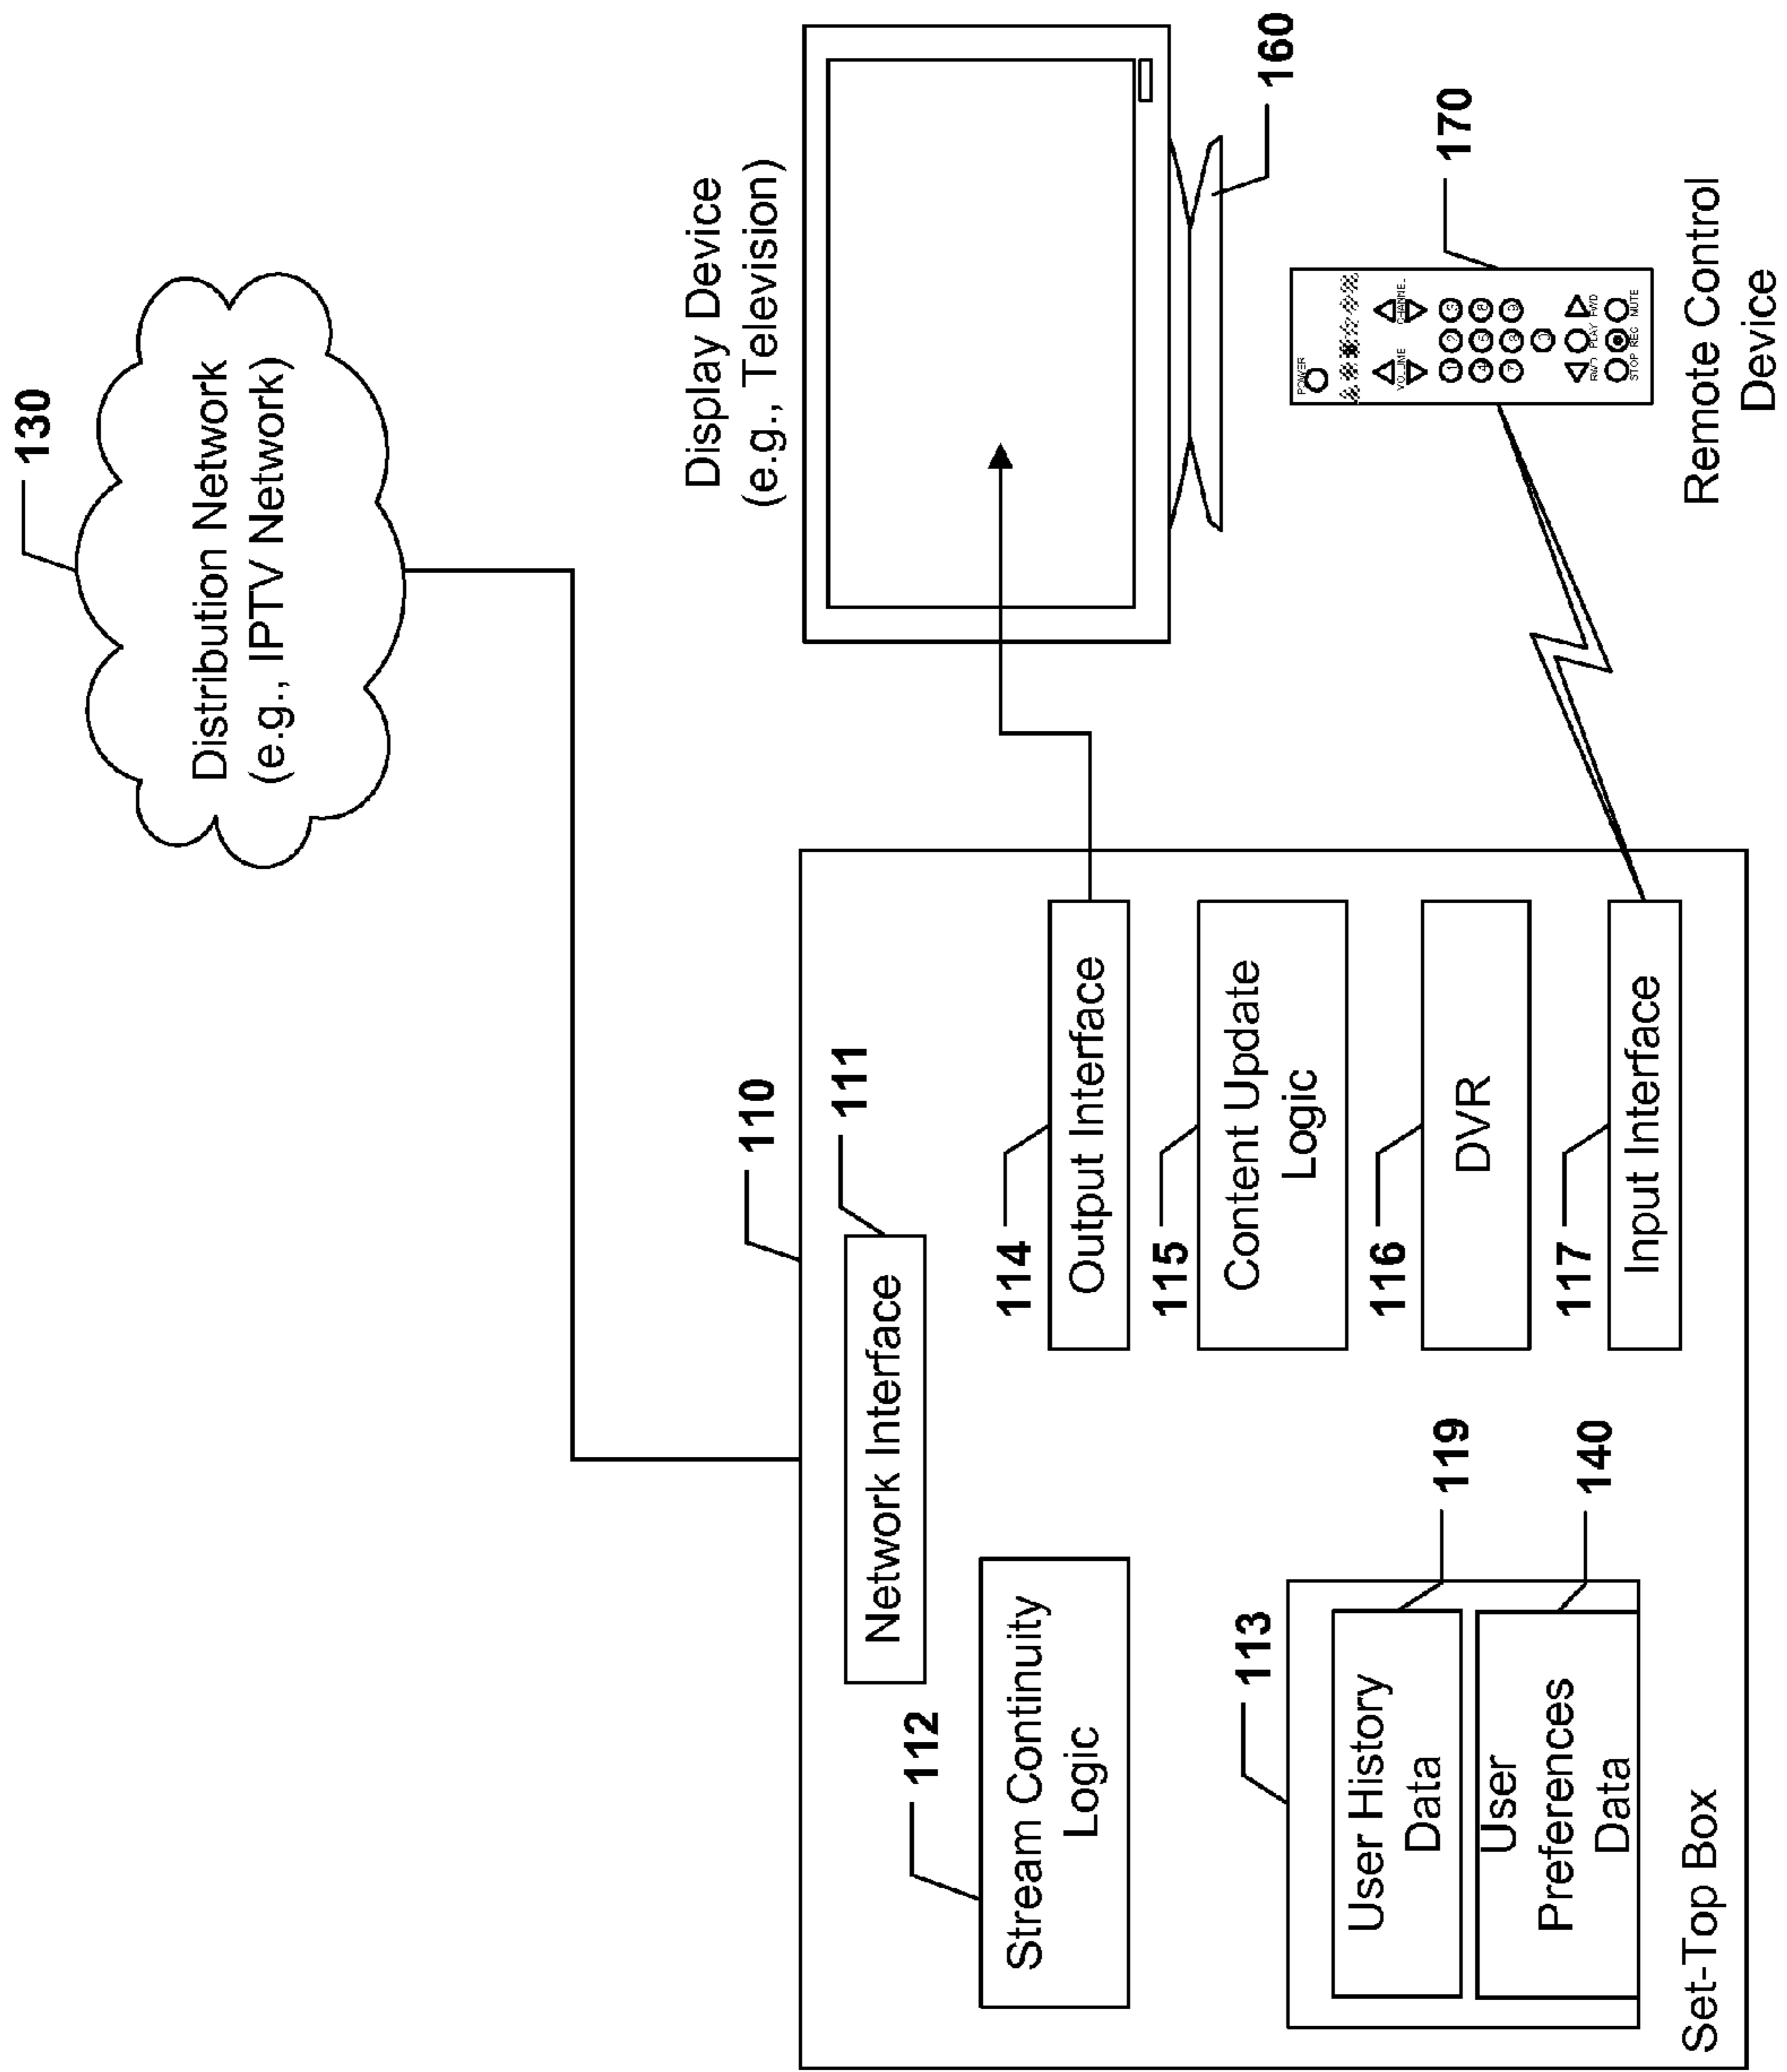 130
Distribution Network
(e.g., IPTV Network)
110
Network Interface
111
112
Stream Continuity
Logic
114
Output Interface
115
Content Update
Logic
116
DVR
117
Input Interface
113
User History
Data
119
User
Preferences
Data
140
Set-Top Box
Display Device
(e.g., Television)
160
170
POWER
VOLUME
1 2 3
4 5 6
7 8 9
RWD PLAY FWD
STOP REC MUTE
Remote Control
Device